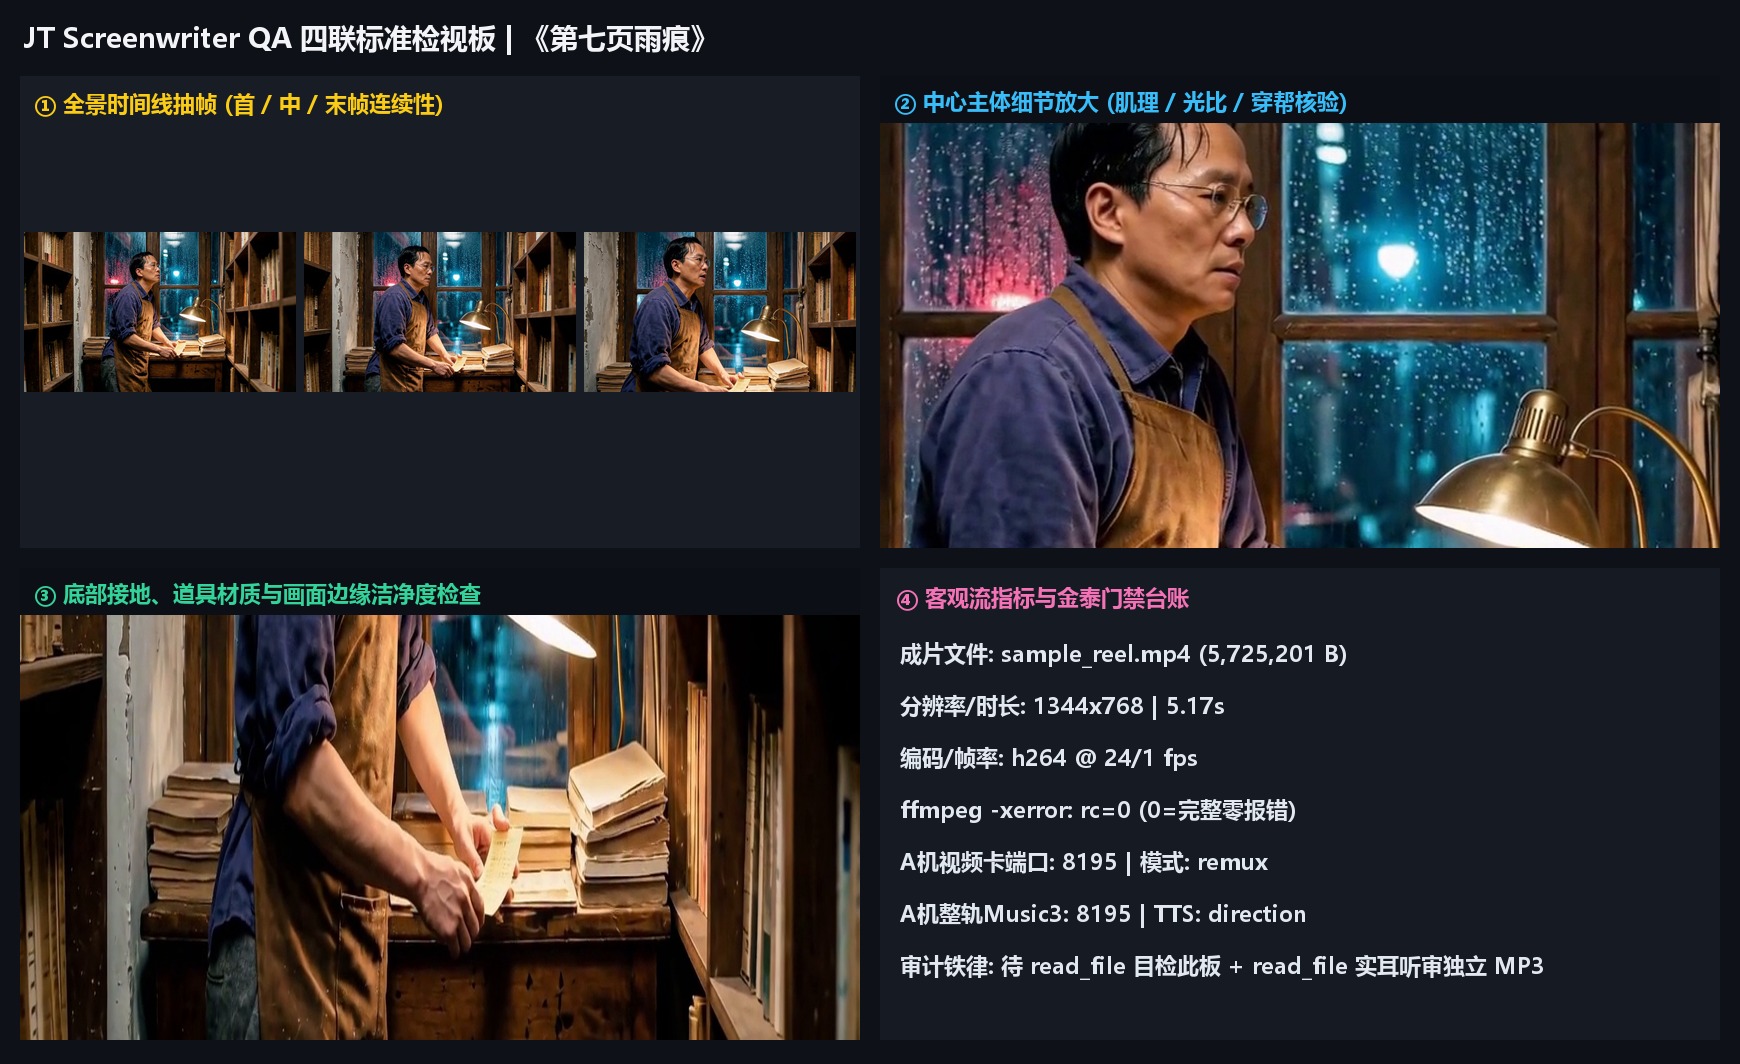 JT Screenwriter QA 四联标准检视板 | 《第七页雨痕》
① 全景时间线抽帧 (首 / 中 / 末帧连续性)
② 中心主体细节放大 (肌理 / 光比 / 穿帮核验)
③ 底部接地、道具材质与画面边缘洁净度检查
④ 客观流指标与金泰门禁台账
成片文件: sample_reel.mp4 (5,725,201 B)
分辨率/时长: 1344x768 | 5.17s
编码/帧率: h264 @ 24/1 fps
ffmpeg -xerror: rc=0 (0=完整零报错)
A机视频卡端口: 8195 | 模式: remux
A机整轨Music3: 8195 | TTS: direction
审计铁律: 待 read_file 目检此板 + read_file 实耳听审独立 MP3